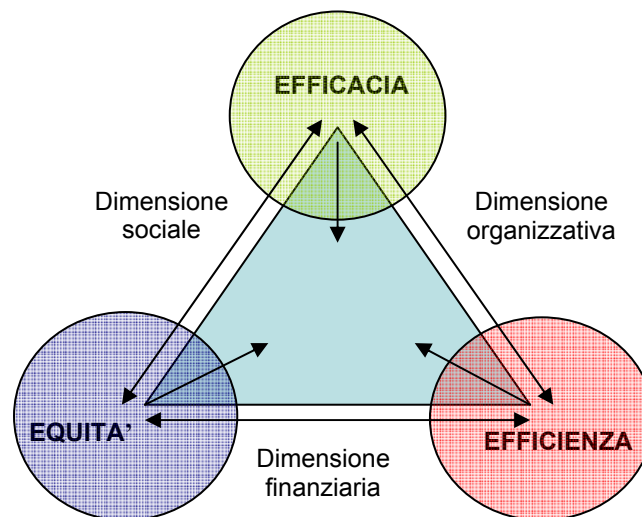 EFFICACIA
Dimensione
sociale
Dimensione
organizzativa
EQUITA’
EFFICIENZA
Dimensione
finanziaria